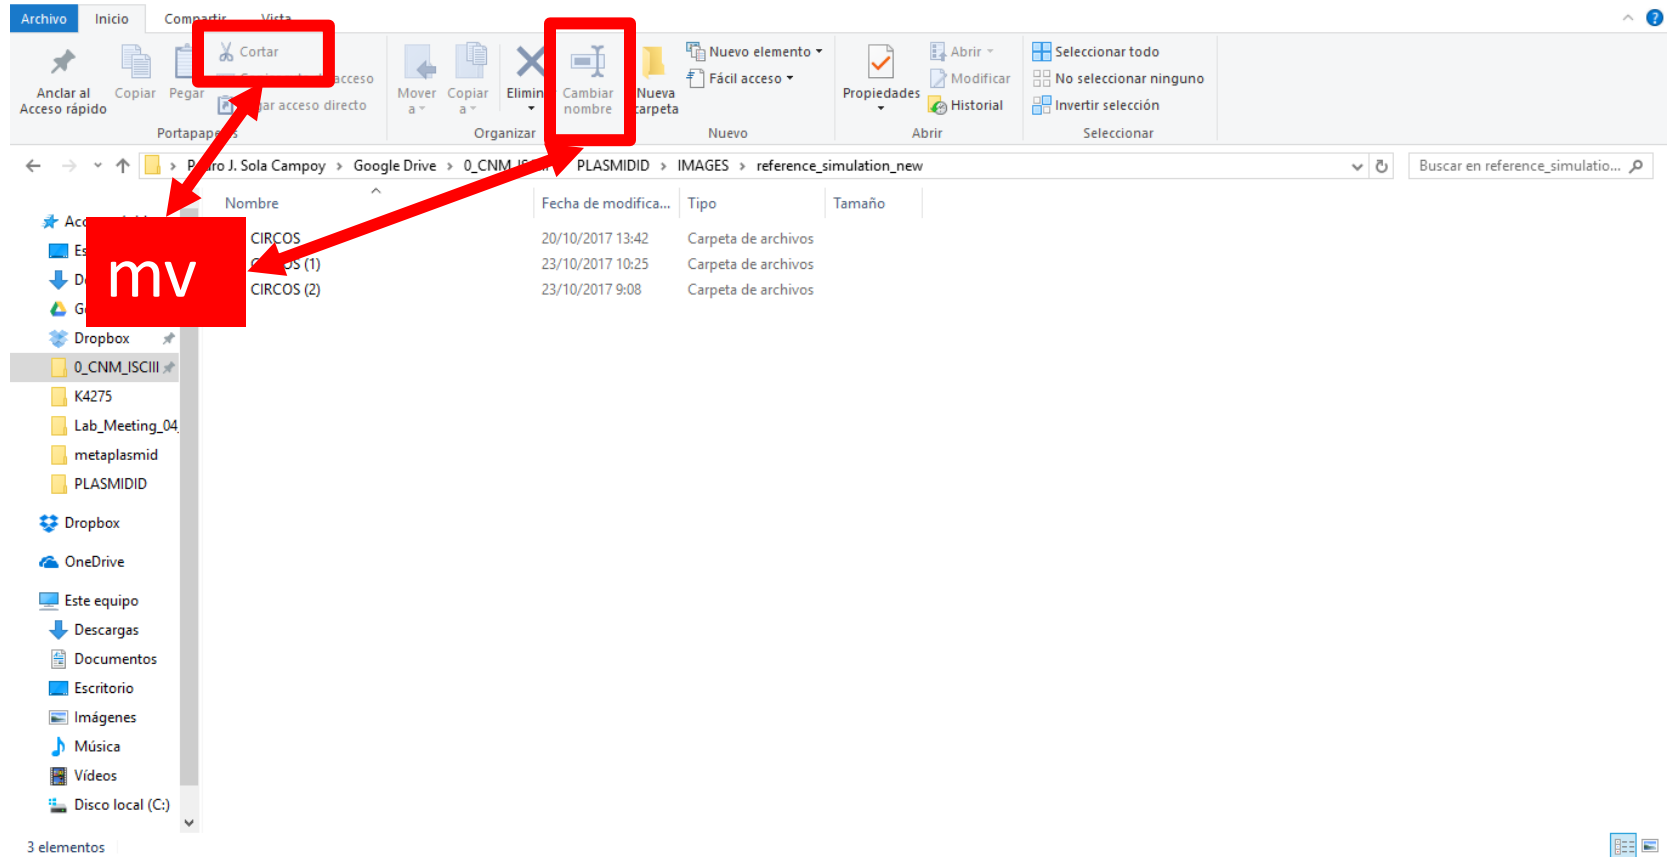 Archivo Inicio Compartir Vista
Cortar
acceso
acceso directo
Anclar al
Acceso rápido
Copiar
Pegar
Mover
a
Copiar
a
Cambiar
nombre
Nueva
carpeta
Nuevo elemento
Fácil acceso
Propiedades
Abrir
Modificar
Historial
Seleccionar todo
No seleccionar ninguno
Invertir selección
Organizar
Nuevo
Abrir
Seleccionar
J. Sola Campoy > Google Drive > PLASMIDID > IMAGES > reference_simulation_new
Buscar en reference_simulatio...
Nombre Fecha de modifica... Tipo Tamaño
CIRCOS 20/10/2017 13:42 Carpeta de archivos
(1) 23/10/2017 10:25 Carpeta de archivos
CIRCOS (2) 23/10/2017 9:08 Carpeta de archivos
mv
Dropbox
0_CNM_ISCIII
K4275
Lab_Meeting_04
metaplasmid
PLASMIDID
Dropbox
OneDrive
Este equipo
Descargas
Documentos
Escritorio
Imágenes
Música
Vídeos
Disco local (C:)
3 elementos